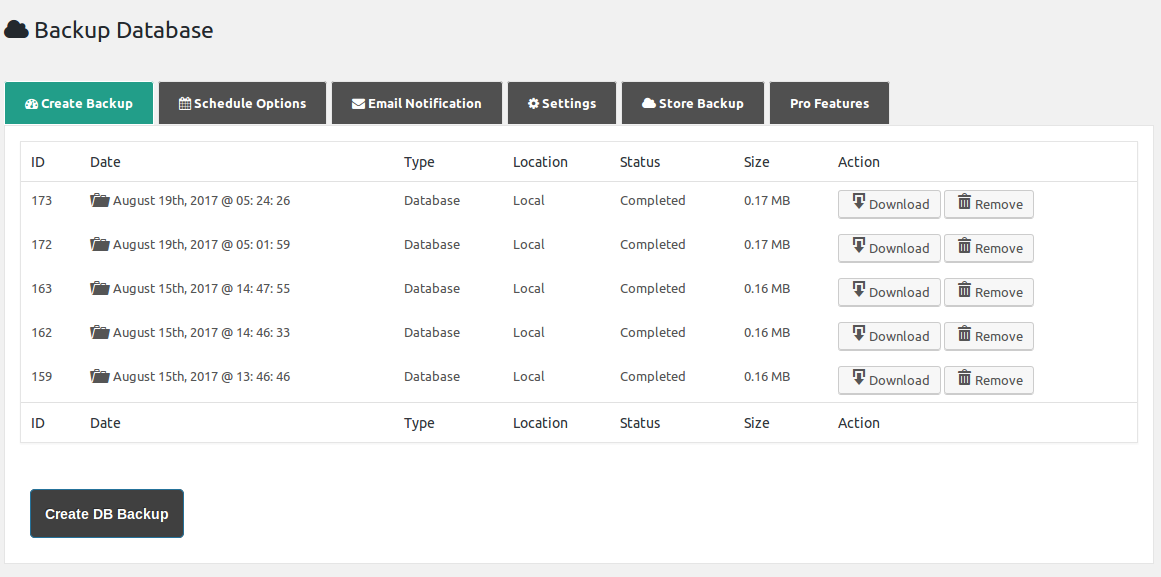 Backup Database
Create Backup Schedule Options Email Notification Settings Store Backup Pro Features
ID Date Type Location Status Size Action
173 August 19th, 2017 @ 05: 24: 26 Database Local Completed 0.17 MB Download Remove
172 August 19th, 2017 @ 05: 01: 59 Database Local Completed 0.17 MB Download Remove
163 August 15th, 2017 @ 14: 47: 55 Database Local Completed 0.16 MB Download Remove
162 August 15th, 2017 @ 14: 46: 33 Database Local Completed 0.16 MB Download Remove
159 August 15th, 2017 @ 13: 46: 46 Database Local Completed 0.16 MB Download Remove
ID Date Type Location Status Size Action
Create DB Backup